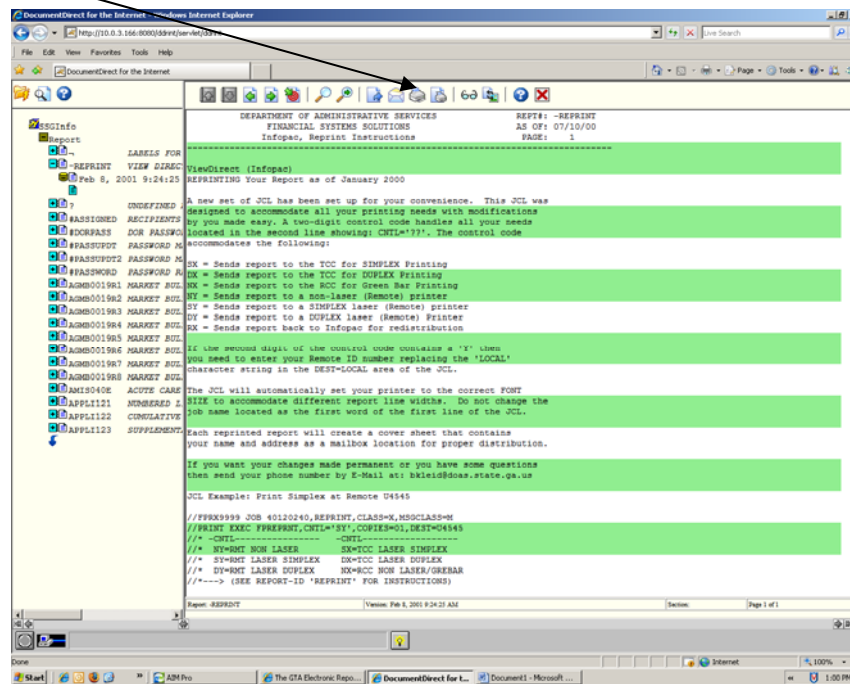 DocumentDirect for the Internet - Windows Internet Explorer
http://10.0.3.166:8080/ddrint/servlet/ddrint
Live Search
File Edit View Favorites Tools Help
DocumentDirect for the Internet
Page Tools
SSGInfo
Report
- LABELS FOR
-REPRINT VIEW DIREC
Feb 8, 2001 9:24:25
? UNDEFINED
#ASSIGNED RECIPIENTS
#DORPASS DOR PASSWO
#PASSUPDT PASSWORD M
#PASSUPDT2 PASSWORD M
#PASSWORD PASSWORD R
AGMB0019R1 MARKET BUL
AGMB0019R2 MARKET BUL
AGMB0019R3 MARKET BUL
AGMB0019R4 MARKET BUL
AGMB0019R5 MARKET BUL
AGMB0019R6 MARKET BUL
AGMB0019R7 MARKET BUL
AGMB0019R8 MARKET BUL
AMIS040E ACUTE CARE
APPLI121 NUMBERED L
APPLI122 CUMULATIVE
APPLI123 SUPPLEMENT
DEPARTMENT OF ADMINISTRATIVE SERVICES REPT#: -REPRINT
FINANCIAL SYSTEMS SOLUTIONS AS OF: 07/10/00
Infopac, Reprint Instructions PAGE: 1
ViewDirect (Infopac)
REPRINTING Your Report as of January 2000
A new set of JCL has been set up for your convenience. This JCL was
designed to accommodate all your printing needs with modifications
by you made easy. A two-digit control code handles all your needs
located in the second line showing: CNTL='??'. The control code
accommodates the following:
SX = Sends report to the TCC for SIMPLEX Printing
DX = Sends report to the TCC for DUPLEX Printing
NX = Sends report to the RCC for Green Bar Printing
NY = Sends report to a non-laser (Remote) printer
SY = Sends report to a SIMPLEX laser (Remote) printer
DY = Sends report to a DUPLEX laser (Remote) Printer
RX = Sends report back to Infopac for redistribution
If the second digit of the control code contains a 'Y' then
you need to enter your Remote ID number replacing the 'LOCAL'
character string in the DEST=LOCAL area of the JCL.
The JCL will automatically set your printer to the correct FONT
SIZE to accommodate different report line widths. Do not change the
job name located as the first word of the first line of the JCL.
Each reprinted report will create a cover sheet that contains
your name and address as a mailbox location for proper distribution.
If you want your changes made permanent or you have some questions
then send your phone number by E-Mail at: bkleid@doas.state.ga.us
JCL Example: Print Simplex at Remote U4545
//FPRX9999 JOB 40120240,REPRINT,CLASS=X,MSGCLASS=M
//PRINT EXEC FPREPRNT,CNTL='SY',COPIES=01,DEST=U4545
//* -CNTL---------------- -CNTL------------------
//* NY=RMT NON LASER SX=TCC LASER SIMPLEX
//* SY=RMT LASER SIMPLEX DX=TCC LASER DUPLEX
//* DY=RMT LASER DUPLEX NX=RCC NON LASER/GREBAR
//*---> (SEE REPORT-ID 'REPRINT' FOR INSTRUCTIONS)
Report: -REPRINT Version: Feb 8, 2001 9:24:25 AM Section: Page 1 of 1
Done Internet 100%
Start AIM Pro The GTA Electronic Repo... DocumentDirect for t... Document1 - Microsoft ... 1:00 PM